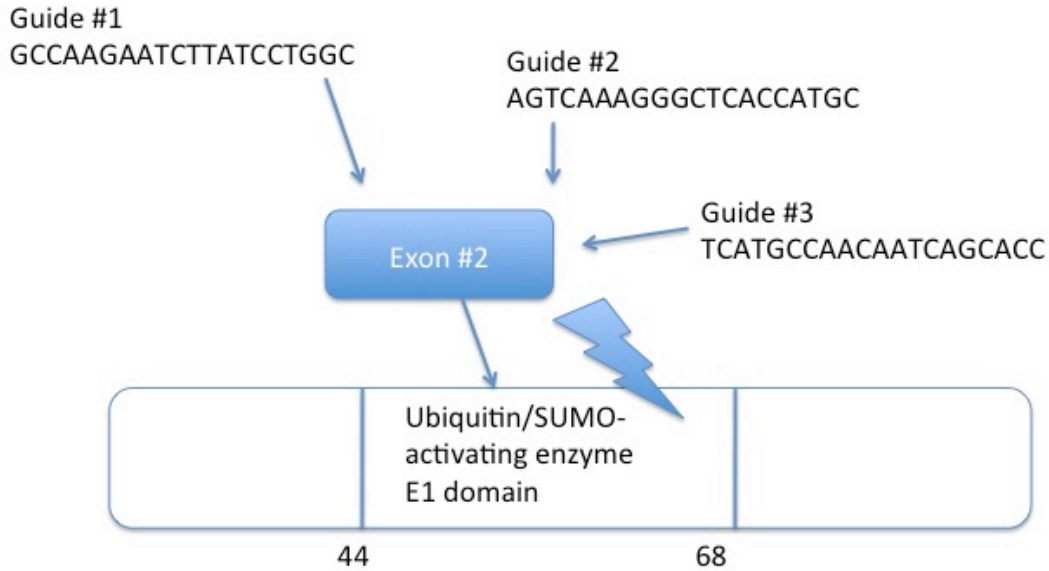 Guide #1
GCCAAGAATCTTATCCTGGC
Guide #2
AGTCAAAGGGCTCACCATGC
Guide #3
TCATGCCAACAATCAGCACC
Exon #2
Ubiquitin/SUMO-
activating enzyme
E1 domain
44
68